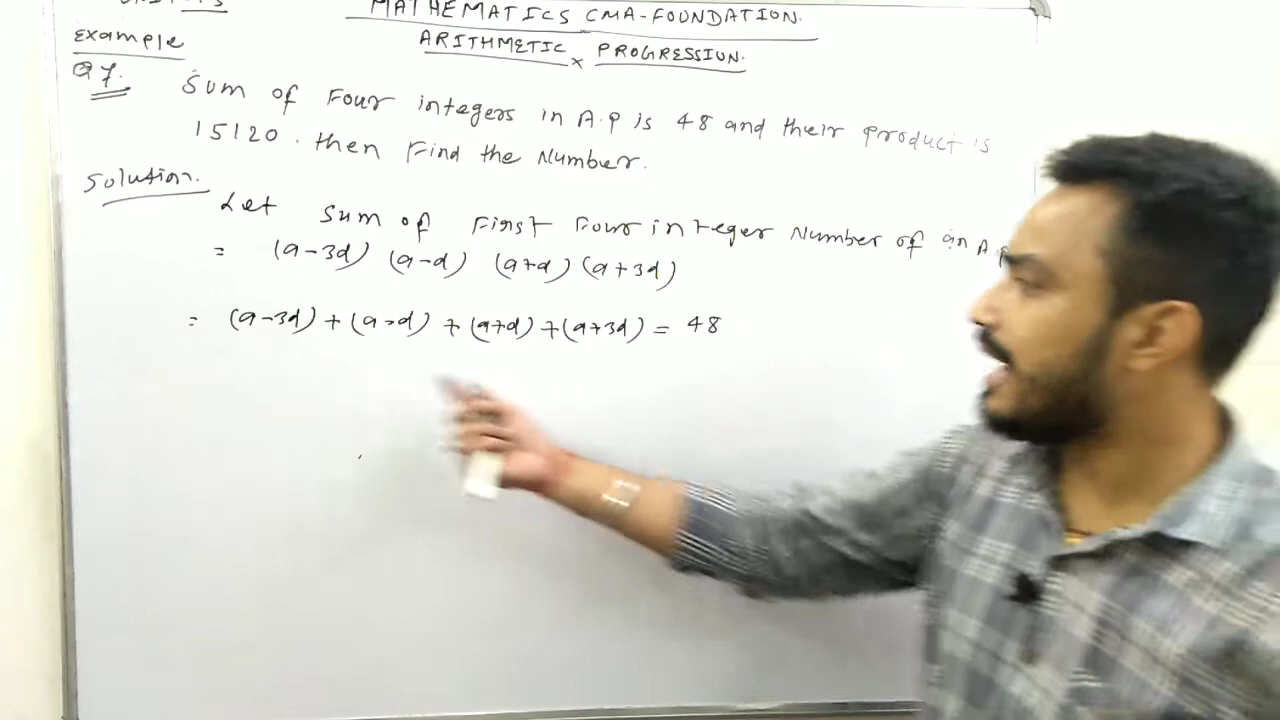 MATHEMATICS CMA-FOUNDATION.
ARITHMETIC × PROGRESSION.
Example
Q7. Sum of Four integers in A.P is 48 and their product is
15120. then Find the Number.
Solution.
Let sum of First Four integer Number of an A.P
= (a-3d) (a-d) (a+d) (a+3d)
= (a-3d) + (a-d) + (a+d) + (a+3d) = 48